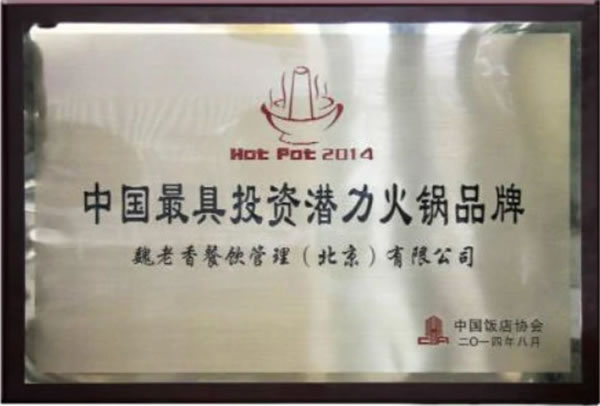 Hot Pot 2014
中国最具投资潜力火锅品牌
魏老香餐饮管理(北京)有限公司
中国饭店协会
二〇一四年八月